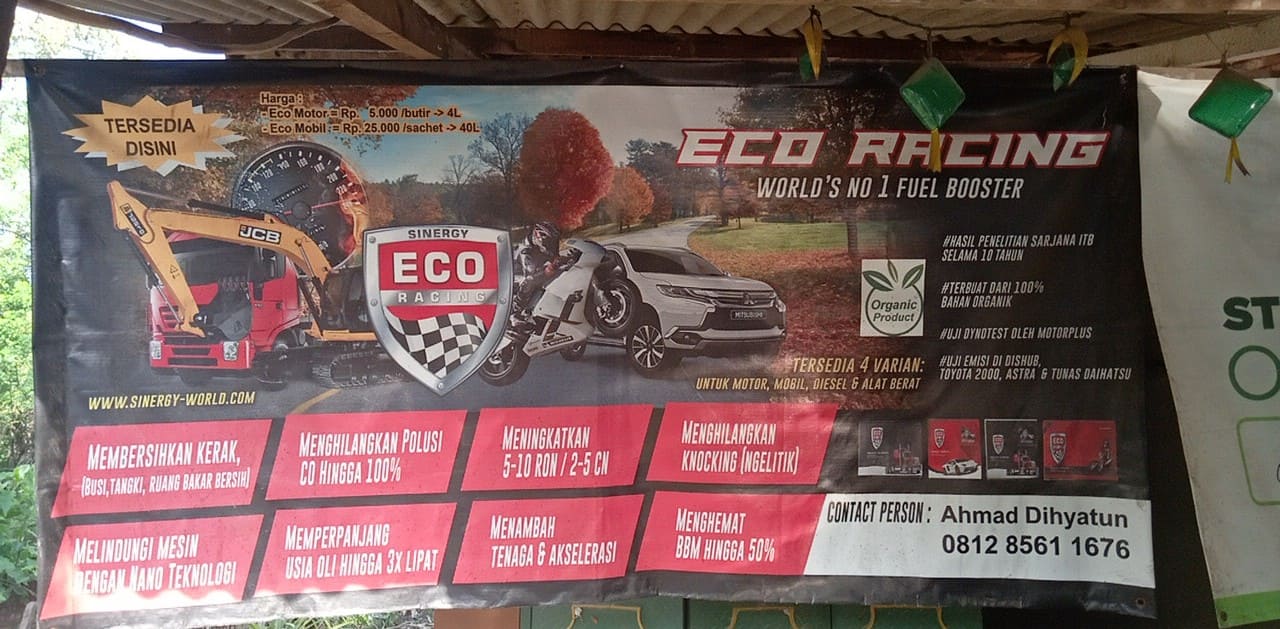 TERSEDIA
DISINI
Harga :
- Eco Motor = Rp. 5.000 /butir -> 4L
- Eco Mobil = Rp. 25.000 /sachet -> 40L
ECO RACING
WORLD'S NO 1 FUEL BOOSTER
JCB
SINERGY
ECO
RACING
MITSUBISHI
Organic
Product
#HASIL PENELITIAN SARJANA ITB
SELAMA 10 TAHUN
#TERBUAT DARI 100%
BAHAN ORGANIK
#UJI DYNOTEST OLEH MOTORPLUS
#UJI EMISI DI DISHUB,
TOYOTA 2000, ASTRA & TUNAS DAIHATSU
TERSEDIA 4 VARIAN:
UNTUK MOTOR, MOBIL, DIESEL & ALAT BERAT
WWW.SINERGY-WORLD.COM
MEMBERSIHKAN KERAK,
(BUSI,TANGKI, RUANG BAKAR BERSIH)
MENGHILANGKAN POLUSI
CO HINGGA 100%
MENINGKATKAN
5-10 RON / 2-5 CN
MENGHILANGKAN
KNOCKING (NGELITIK)
MELINDUNGI MESIN
DENGAN NANO TEKNOLOGI
MEMPERPANJANG
USIA OLI HINGGA 3X LIPAT
MENAMBAH
TENAGA & AKSELERASI
MENGHEMAT
BBM HINGGA 50%
CONTACT PERSON : Ahmad Dihyatun
0812 8561 1676
ST